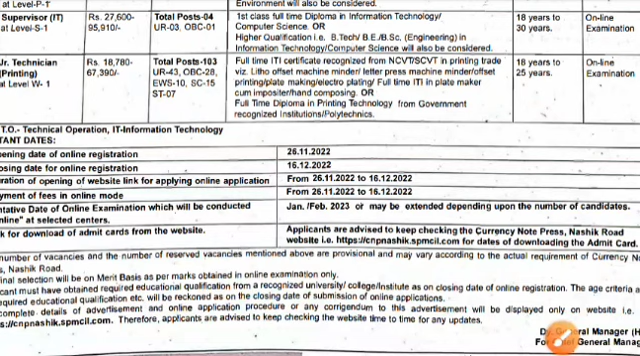 at Level-P-1
Environment will also be considered.
Supervisor (IT)
at Level-S-1
Rs. 27,600-
95,910/-
Total Posts-04
UR-03, OBC-01
1st class full time Diploma in Information Technology/
Computer Science. OR
Higher Qualification i.e. B.Tech/ B.E./B.Sc, (Engineering) in
Information Technology/Computer Science will also be considered.
18 years to
30 years.
On-line
Examination
Jr. Technician
(Printing)
at Level W- 1
Rs. 18,780-
67,390/-
Total Posts-103
UR-43, OBC-28,
EWS-10, SC-15
ST-07
Full time ITI certificate recognized from NCVT/SCVT in printing trade
viz. Litho offset machine minder/ letter press machine minder/offset
printing/plate making/electro plating/ Full time ITI in plate maker
cum impositer/hand composing. OR
Full Time Diploma in Printing Technology from Government
recognized Institutions/Polytechnics.
18 years to
25 years.
On-line
Examination
T.O.- Technical Operation, IT-Information Technology
TANT DATES:
ening date of online registration
26.11.2022
osing date for online registration
16.12.2022
ration of opening of website link for applying online application
From 26.11.2022 to 16.12.2022
yment of fees in online mode
From 26.11.2022 to 16.12.2022
ntative Date of Online Examination which will be conducted
nline" at selected centers.
Jan. /Feb. 2023 or may be extended depending upon the number of candidates.
k for download of admit cards from the website.
Applicants are advised to keep checking the Currency Note Press, Nashik Road
website i.e. https://cnpnashik.spmcil.com for dates of downloading the Admit Card.
number of vacancies and the number of reserved vacancies mentioned above are provisional and may vary according to the actual requirement of Currency No
s, Nashik Road.
inal selection will be on Merit Basis as per marks obtained in online examination only.
icant must have obtained required educational qualification from a recognized university/ college/institute as on closing date of online registration. The age criteria a
equired educational qualification etc. will be reckoned as on the closing date of submission of online applications.
complete details of advertisement and online application procedure or any corrigendum to this advertisement will be displayed only on website i.e.
s://cnpnashik.spmcil.com. Therefore, applicants are advised to keep checking the website time to time for any updates.
ral Manager (H
General Manag